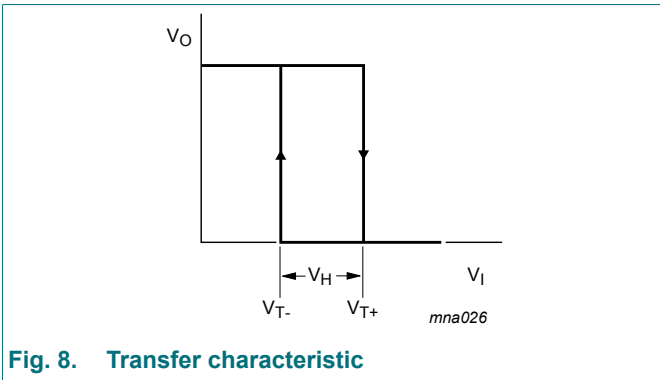 VO
VH
VI
VT-
VT+
mna026
Fig. 8. Transfer characteristic